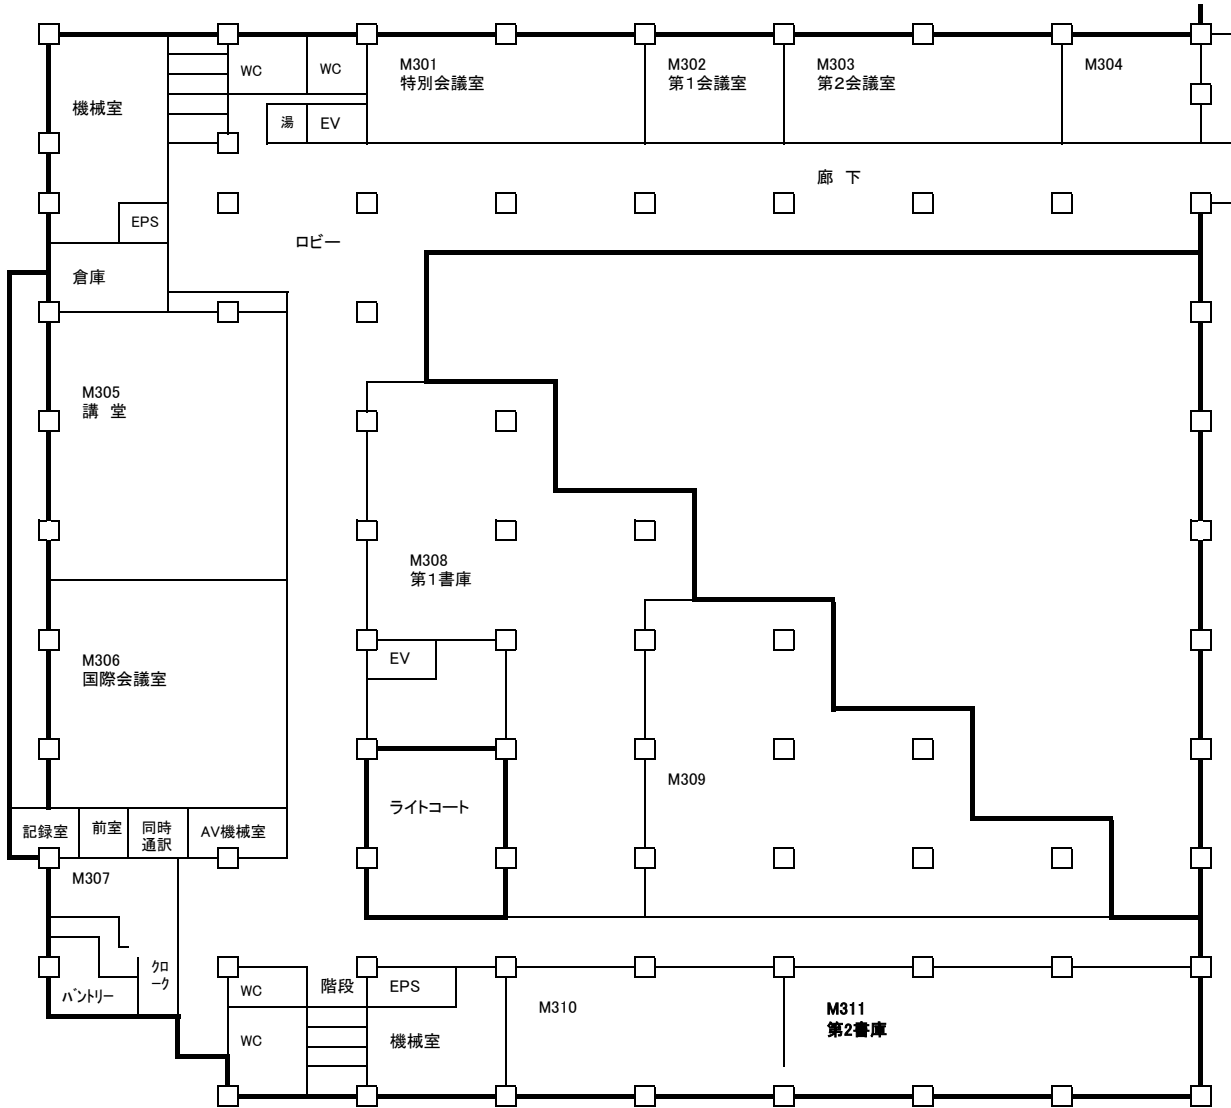 WC
WC
M301
特別会議室
M302
第1会議室
M303
第2会議室
M304
機械室
湯
EV
廊 下
EPS
ロビー
倉庫
M305
講 堂
M308
第1書庫
EV
M306
国際会議室
M309
ライトコート
記録室
前室
同時
通訳
AV機械室
M307
クロ
ーク
パントリー
WC
階段
EPS
M310
M311
第2書庫
WC
機械室